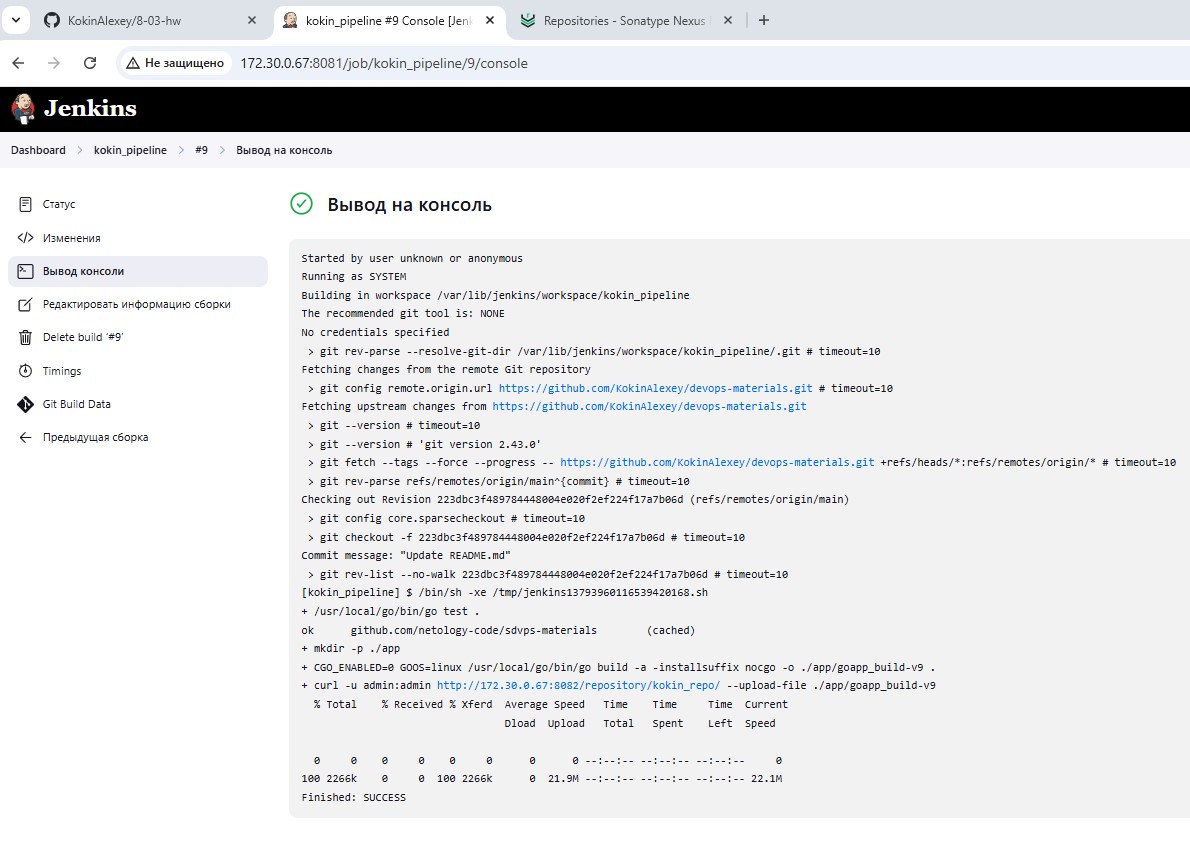 KokinAlexey/8-03-hw
kokin_pipeline #9 Console [Jenk
Repositories - Sonatype Nexus
Не защищено
172.30.0.67:8081/job/kokin_pipeline/9/console
Jenkins
Dashboard > kokin_pipeline > #9 > Вывод на консоль
Статус
Изменения
Вывод консоли
Редактировать информацию сборки
Delete build ‘#9’
Timings
Git Build Data
Предыдущая сборка
Вывод на консоль
Started by user unknown or anonymous
Running as SYSTEM
Building in workspace /var/lib/jenkins/workspace/kokin_pipeline
The recommended git tool is: NONE
No credentials specified
 > git rev-parse --resolve-git-dir /var/lib/jenkins/workspace/kokin_pipeline/.git # timeout=10
Fetching changes from the remote Git repository
 > git config remote.origin.url https://github.com/KokinAlexey/devops-materials.git # timeout=10
Fetching upstream changes from https://github.com/KokinAlexey/devops-materials.git
 > git --version # timeout=10
 > git --version # 'git version 2.43.0'
 > git fetch --tags --force --progress -- https://github.com/KokinAlexey/devops-materials.git +refs/heads/*:refs/remotes/origin/* # timeout=10
 > git rev-parse refs/remotes/origin/main^{commit} # timeout=10
Checking out Revision 223dbc3f489784448004e020f2ef224f17a7b06d (refs/remotes/origin/main)
 > git config core.sparsecheckout # timeout=10
 > git checkout -f 223dbc3f489784448004e020f2ef224f17a7b06d # timeout=10
Commit message: "Update README.md"
 > git rev-list --no-walk 223dbc3f489784448004e020f2ef224f17a7b06d # timeout=10
[kokin_pipeline] $ /bin/sh -xe /tmp/jenkins13793960116539420168.sh
+ /usr/local/go/bin/go test .
ok      github.com/netology-code/sdvps-materials        (cached)
+ mkdir -p ./app
+ CGO_ENABLED=0 GOOS=linux /usr/local/go/bin/go build -a -installsuffix nocgo -o ./app/goapp_build-v9 .
+ curl -u admin:admin http://172.30.0.67:8082/repository/kokin_repo/ --upload-file ./app/goapp_build-v9
  % Total    % Received % Xferd  Average Speed   Time    Time     Time  Current
                                 Dload  Upload   Total   Spent    Left  Speed
  0     0    0     0    0     0      0      0 --:--:-- --:--:-- --:--:--     0
100 2266k    0     0  100 2266k      0  21.9M --:--:-- --:--:-- --:--:-- 22.1M
Finished: SUCCESS